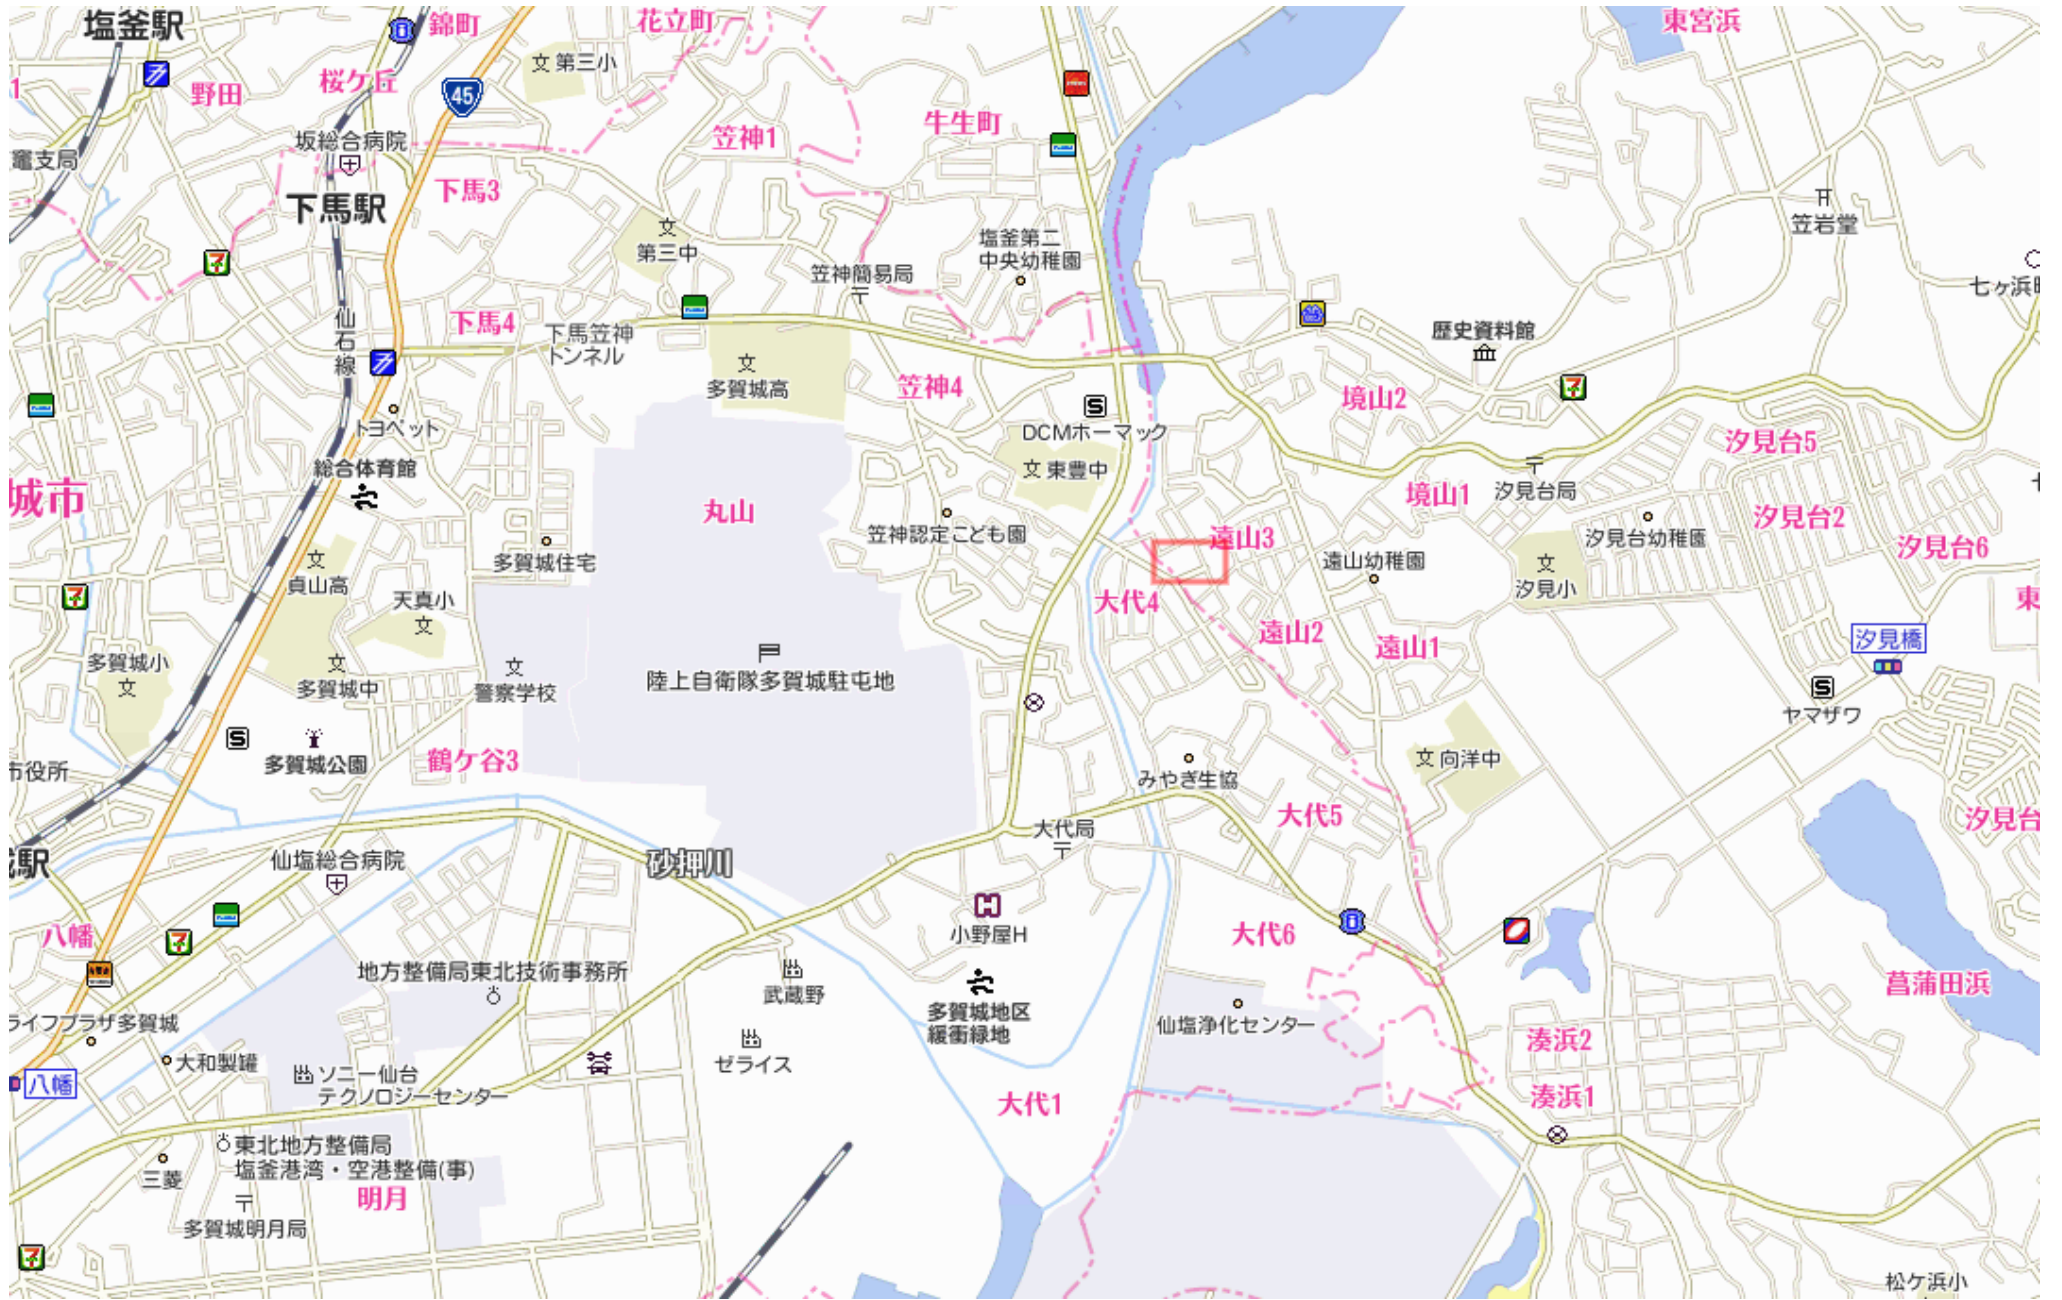 塩釜駅
錦町
花立町
東宮浜
第三小
野田
桜ケ丘
45
1
笠神1
牛生町
坂総合病院
竈支局
下馬3
下馬駅
第三中
塩釜第二
中央幼稚園
笠岩堂
笠神簡易局
七ヶ浜町
仙石線
下馬4
下馬笠神
トンネル
歴史資料館
多賀城高
笠神4
境山2
トヨペット
DCMホーマック
汐見台5
総合体育館
東豊中
城市
丸山
境山1
汐見台局
汐見台2
笠神認定こども園
遠山3
汐見台幼稚園
汐見台6
多賀城住宅
遠山幼稚園
貞山高
汐見小
天真小
大代4
東
遠山2
遠山1
汐見橋
多賀城小
多賀城中
警察学校
陸上自衛隊多賀城駐屯地
ヤマザワ
多賀城公園
鶴ケ谷3
市役所
向洋中
みやぎ生協
大代5
汐見台
大代局
駅
仙塩総合病院
砂押川
八幡
小野屋H
大代6
地方整備局東北技術事務所
武蔵野
多賀城地区
緩衝緑地
菖蒲田浜
ライフプラザ多賀城
仙塩浄化センター
湊浜2
大和製罐
ソニー仙台
テクノロジーセンター
ゼライス
八幡
湊浜1
大代1
東北地方整備局
塩釜港湾・空港整備(事)
三菱
明月
多賀城明月局
松ケ浜小